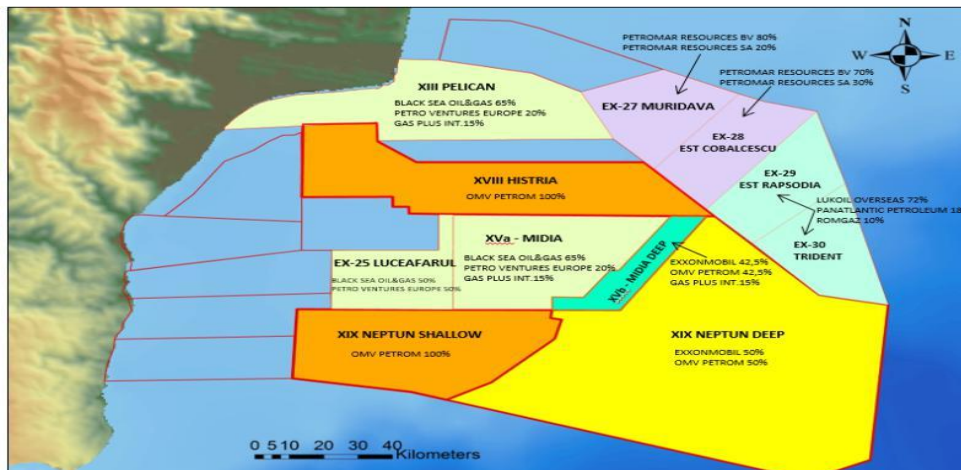 PETROMAR RESOURCES BV 80%
PETROMAR RESOURCES SA 20%
N
W
E
S
PETROMAR RESOURCES BV 70%
PETROMAR RESOURCES SA 30%
XIII PELICAN
BLACK SEA OIL&GAS 65%
PETRO VENTURES EUROPE 20%
GAS PLUS INT.15%
EX-27 MURIDAVA
EX-28
EST COBALCESCU
EX-29
EST RAPSODIA
XVIII HISTRIA
OMV PETROM 100%
LUKOIL OVERSEAS 72%
PANATLANTIC PETROLEUM 18
ROMGAZ 10%
EX-30
TRIDENT
XVa - MIDIA
BLACK SEA OIL&GAS 65%
PETRO VENTURES EUROPE 20%
GAS PLUS INT.15%
EX-25 LUCEAFARUL
BLACK SEA OIL&GAS 50%
PETRO VENTURES EUROPE 50%
XVb - MIDIA DEEP
EXXONMOBIL 42,5%
OMV PETROM 42,5%
GAS PLUS INT.15%
XIX NEPTUN SHALLOW
OMV PETROM 100%
XIX NEPTUN DEEP
EXXONMOBIL 50%
OMV PETROM 50%
0 5 10 20 30 40
Kilometers